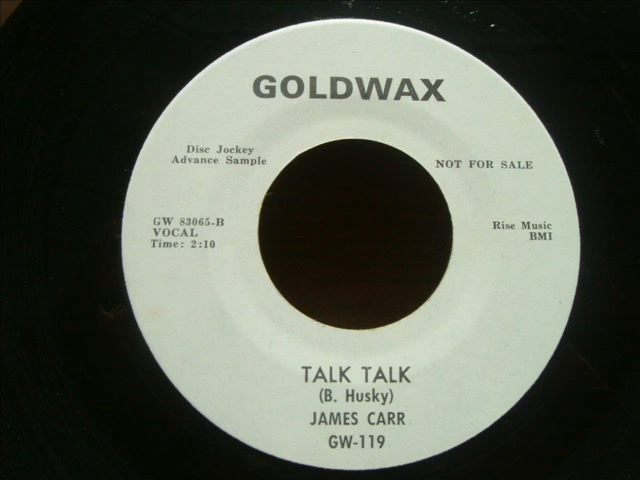 GOLDWAX
Disc Jockey
Advance Sample
NOT FOR SALE
GW 83065-B
VOCAL
Time: 2:10
Rise Music
BMI
TALK TALK
(B. Husky)
JAMES CARR
GW-119